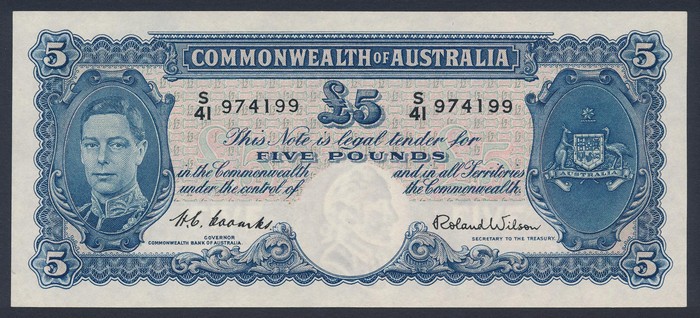 5 COMMONWEALTH OF AUSTRALIA 5
S/41 974199 £5 S/41 974199
This Note is legal tender for
FIVE POUNDS
in the Commonwealth and in all Territories
under the control of the Commonwealth.
H.C. Coombs Roland Wilson
GOVERNOR SECRETARY TO THE TREASURY.
COMMONWEALTH BANK OF AUSTRALIA.
AUSTRALIA
5 5